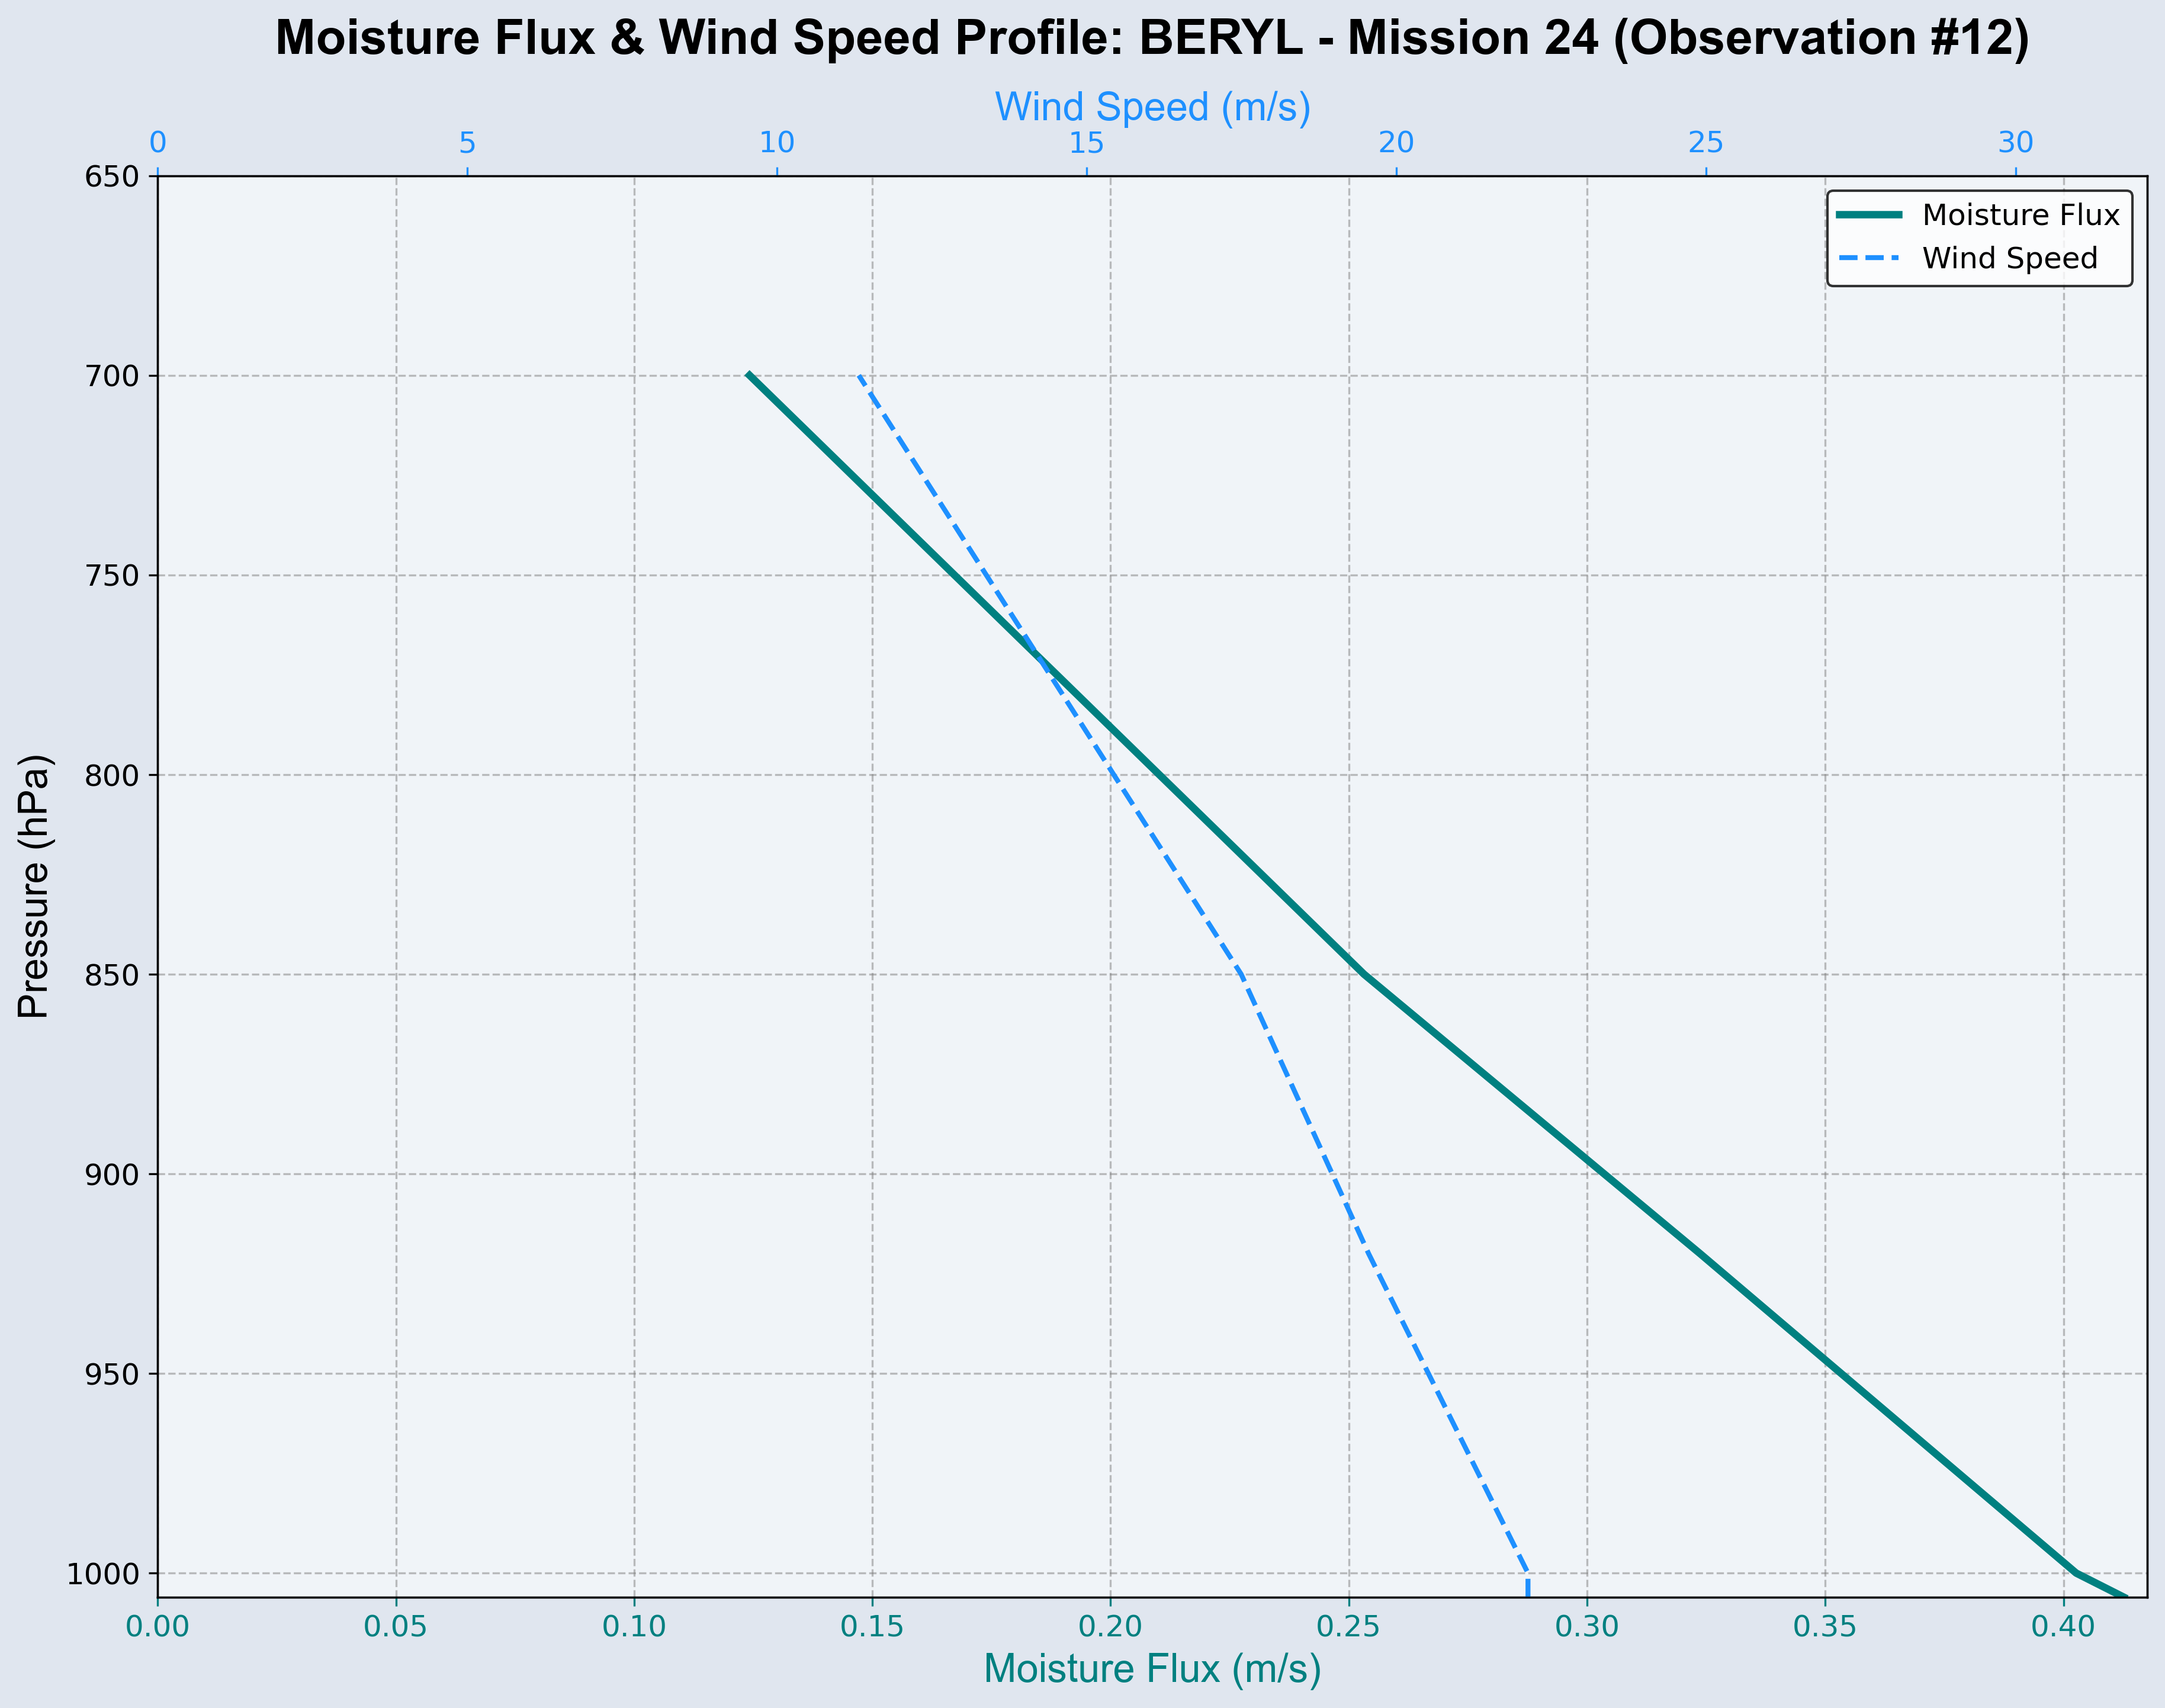 Moisture Flux & Wind Speed Profile: BERYL - Mission 24 (Observation #12)
Wind Speed (m/s)
0 5 10 15 20 25 30
Moisture Flux
Wind Speed
650
700
750
800
850
900
950
1000
Pressure (hPa)
0.00 0.05 0.10 0.15 0.20 0.25 0.30 0.35 0.40
Moisture Flux (m/s)